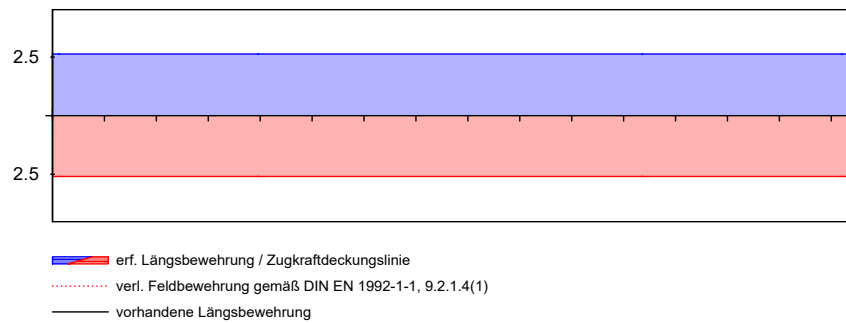 2.5
2.5
erf. Längsbewehrung / Zugkraftdeckungslinie
verl. Feldbewehrung gemäß DIN EN 1992-1-1, 9.2.1.4(1)
vorhandene Längsbewehrung